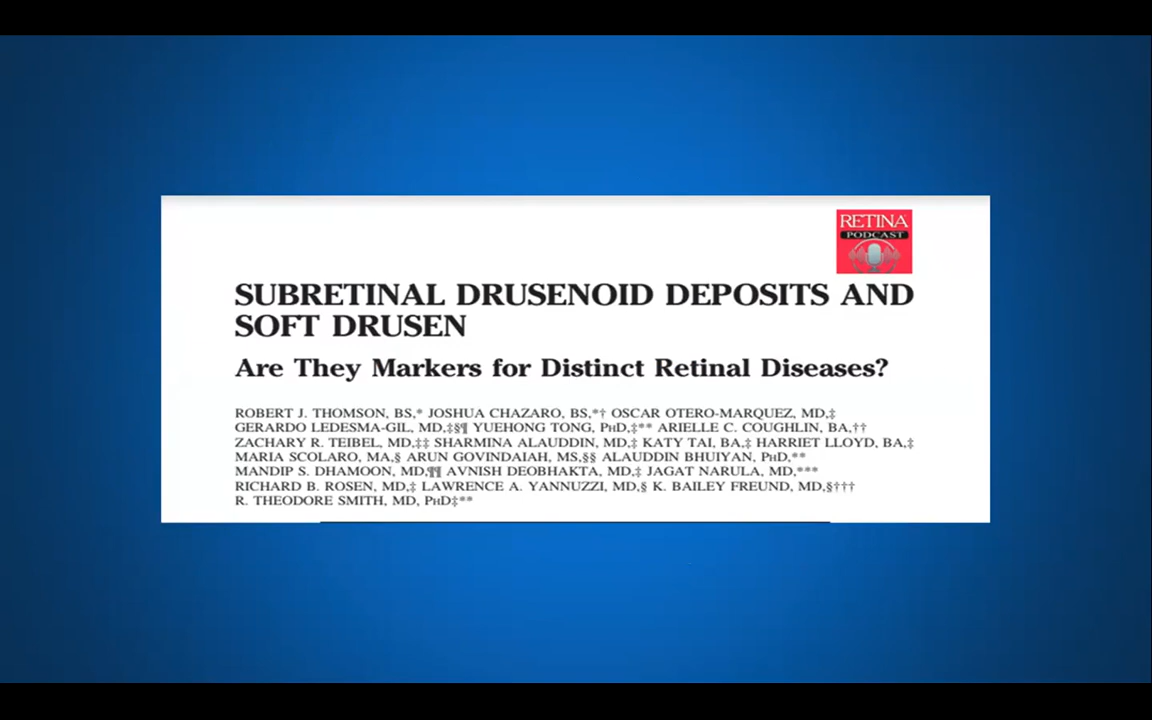 RETINA
PODCAST
SUBRETINAL DRUSENOID DEPOSITS AND
SOFT DRUSEN
Are They Markers for Distinct Retinal Diseases?
ROBERT J. THOMSON, BS,* JOSHUA CHAZARO, BS,*† OSCAR OTERO-MARQUEZ, MD,‡
GERARDO LEDESMA-GIL, MD,‡§¶ YUEHONG TONG, PHD,‡** ARIELLE C. COUGHLIN, BA,††
ZACHARY R. TEIBEL, MD,‡‡ SHARMINA ALAUDDIN, MD,‡ KATY TAI, BA,‡ HARRIET LLOYD, BA,‡
MARIA SCOLARO, MA,§ ARUN GOVINDAIAH, MS,§§ ALAUDDIN BHUIYAN, PHD,**
MANDIP S. DHAMOON, MD,¶¶ AVNISH DEOBHAKTA, MD,‡ JAGAT NARULA, MD,***
RICHARD B. ROSEN, MD,‡ LAWRENCE A. YANNUZZI, MD,§ K. BAILEY FREUND, MD,§†††
R. THEODORE SMITH, MD, PHD‡**